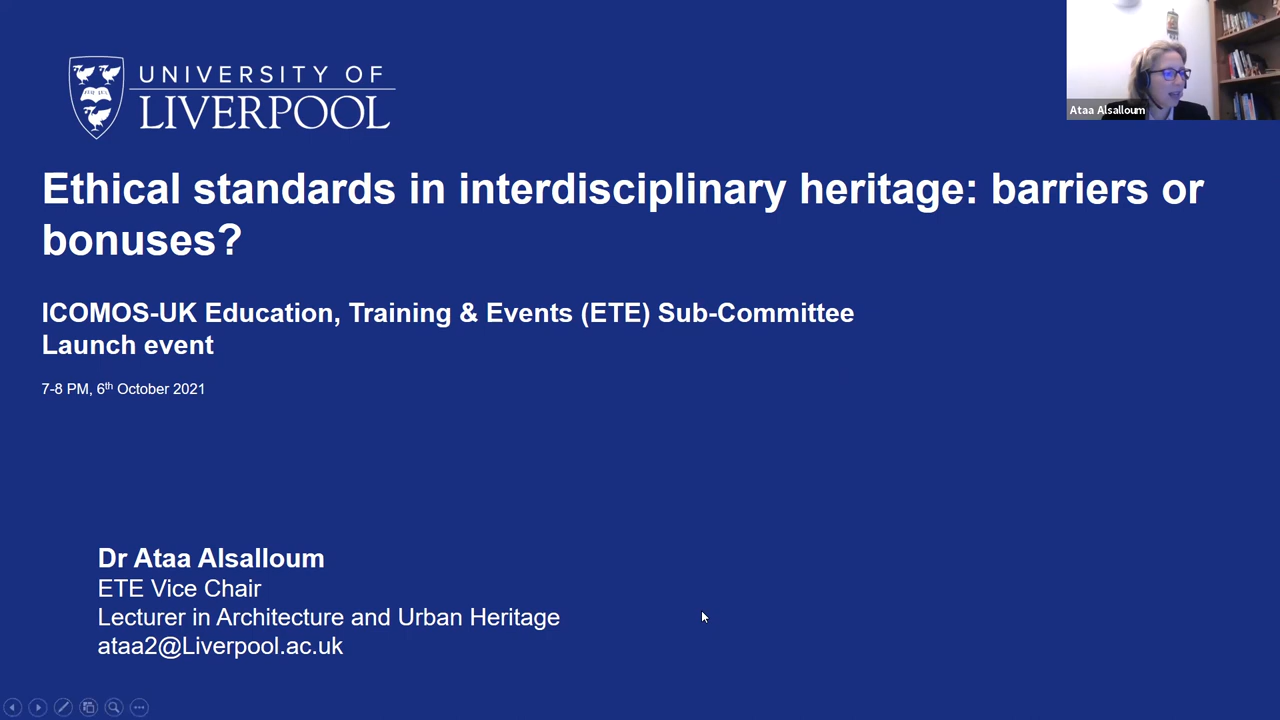 UNIVERSITY OF
LIVERPOOL
Ataa Alsalloum
Ethical standards in interdisciplinary heritage: barriers or
bonuses?
ICOMOS-UK Education, Training & Events (ETE) Sub-Committee
Launch event
7-8 PM, 6th October 2021
Dr Ataa Alsalloum
ETE Vice Chair
Lecturer in Architecture and Urban Heritage
ataa2@Liverpool.ac.uk